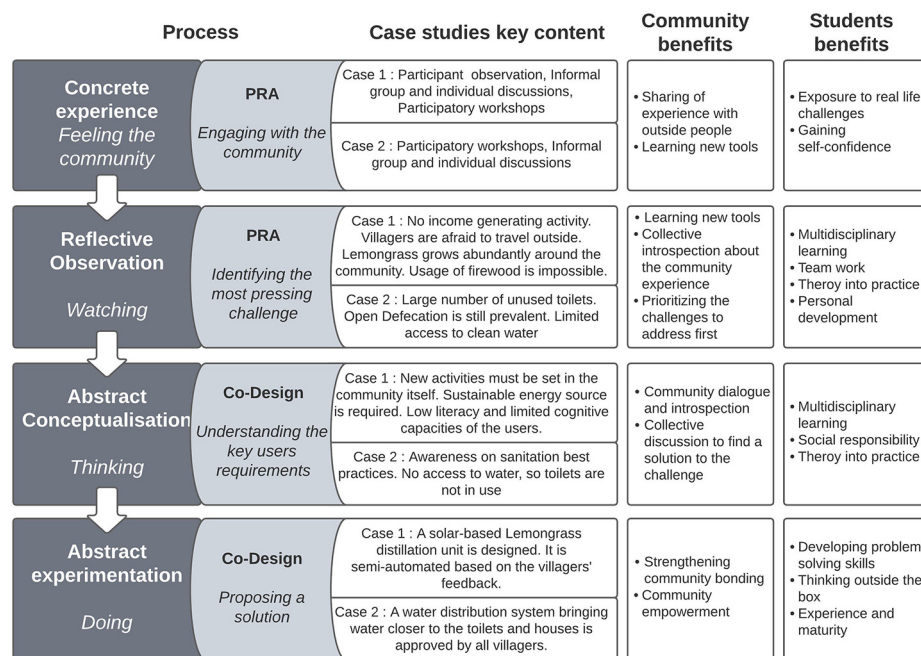 Process
Case studies key content
Community
benefits
Students
benefits
Concrete
experience
Feeling the
community
PRA
Engaging with the
community
Case 1 : Participant observation, Informal
group and individual discussions,
Participatory workshops
Case 2 : Participatory workshops, Informal
group and individual discussions
• Sharing of
experience with
outside people
• Learning new tools
• Exposure to real life
challenges
• Gaining
self-confidence
Reflective
Observation
Watching
PRA
Identifying the
most pressing
challenge
Case 1 : No income generating activity.
Villagers are afraid to travel outside.
Lemongrass grows abundantly around the
community. Usage of firewood is impossible.
Case 2 : Large number of unused toilets.
Open Defecation is still prevalent. Limited
access to clean water
• Learning new tools
• Collective
introspection about
the community
experience
• Prioritizing the
challenges to
address first
• Multidisciplinary
learning
• Team work
• Theroy into practice
• Personal
development
Abstract
Conceptualisation
Thinking
Co-Design
Understanding the
key users
requirements
Case 1 : New activities must be set in the
community itself. Sustainable energy source
is required. Low literacy and limited cognitive
capacities of the users.
Case 2 : Awareness on sanitation best
practices. No access to water, so toilets are
not in use
• Community dialogue
and introspection
• Collective
discussion to find a
solution to the
challenge
• Multidisciplinary
learning
• Social responsibility
• Theroy into practice
Abstract
experimentation
Doing
Co-Design
Proposing a
solution
Case 1 : A solar-based Lemongrass
distillation unit is designed. It is
semi-automated based on the villagers'
feedback.
Case 2 : A water distribution system bringing
water closer to the toilets and houses is
approved by all villagers.
• Strengthening
community bonding
• Community
empowerment
• Developing problem
solving skills
• Thinking outside the
box
• Experience and
maturity